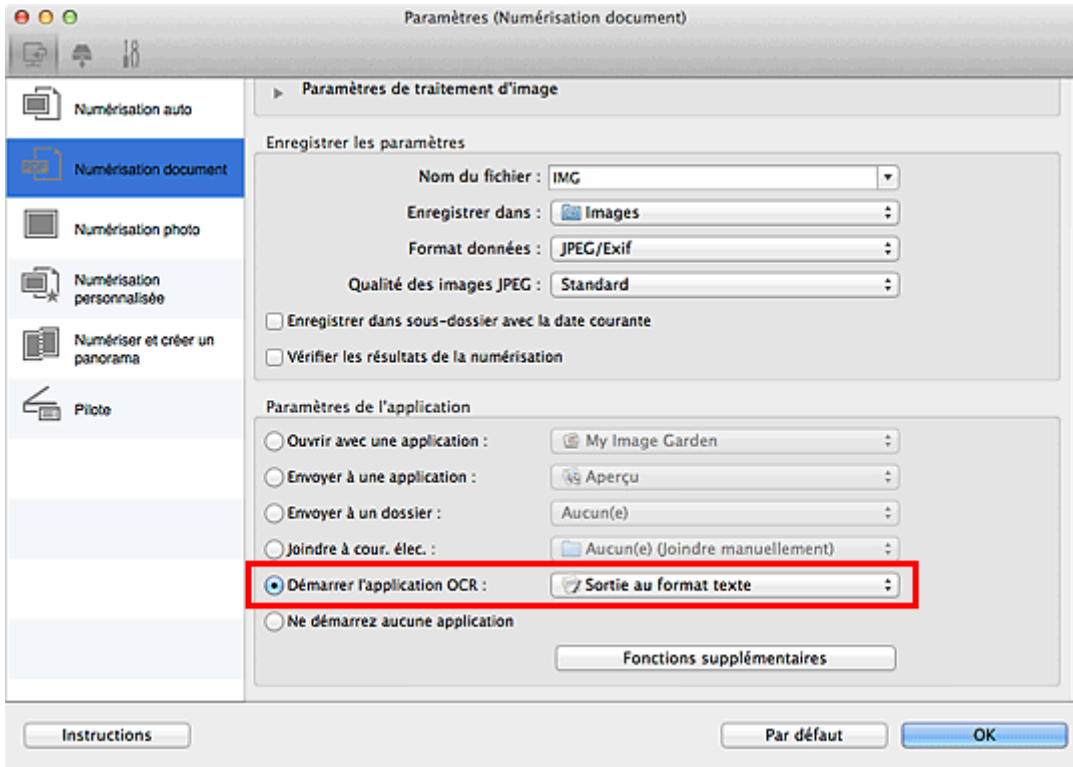 Paramètres (Numérisation document)
Numérisation auto
PDF
Numérisation document
Numérisation photo
Numérisation
personnalisée
Numériser et créer un
panorama
Pilote
Paramètres de traitement d'image
Enregistrer les paramètres
Nom du fichier : IMG
Enregistrer dans : Images
Format données : JPEG/Exif
Qualité des images JPEG : Standard
Enregistrer dans sous-dossier avec la date courante
Vérifier les résultats de la numérisation
Paramètres de l'application
Ouvrir avec une application : My Image Garden
Envoyer à une application : Aperçu
Envoyer à un dossier : Aucun(e)
Joindre à cour. élec. : Aucun(e) (Joindre manuellement)
Démarrer l'application OCR : Sortie au format texte
Ne démarrez aucune application
Fonctions supplémentaires
Instructions
Par défaut
OK